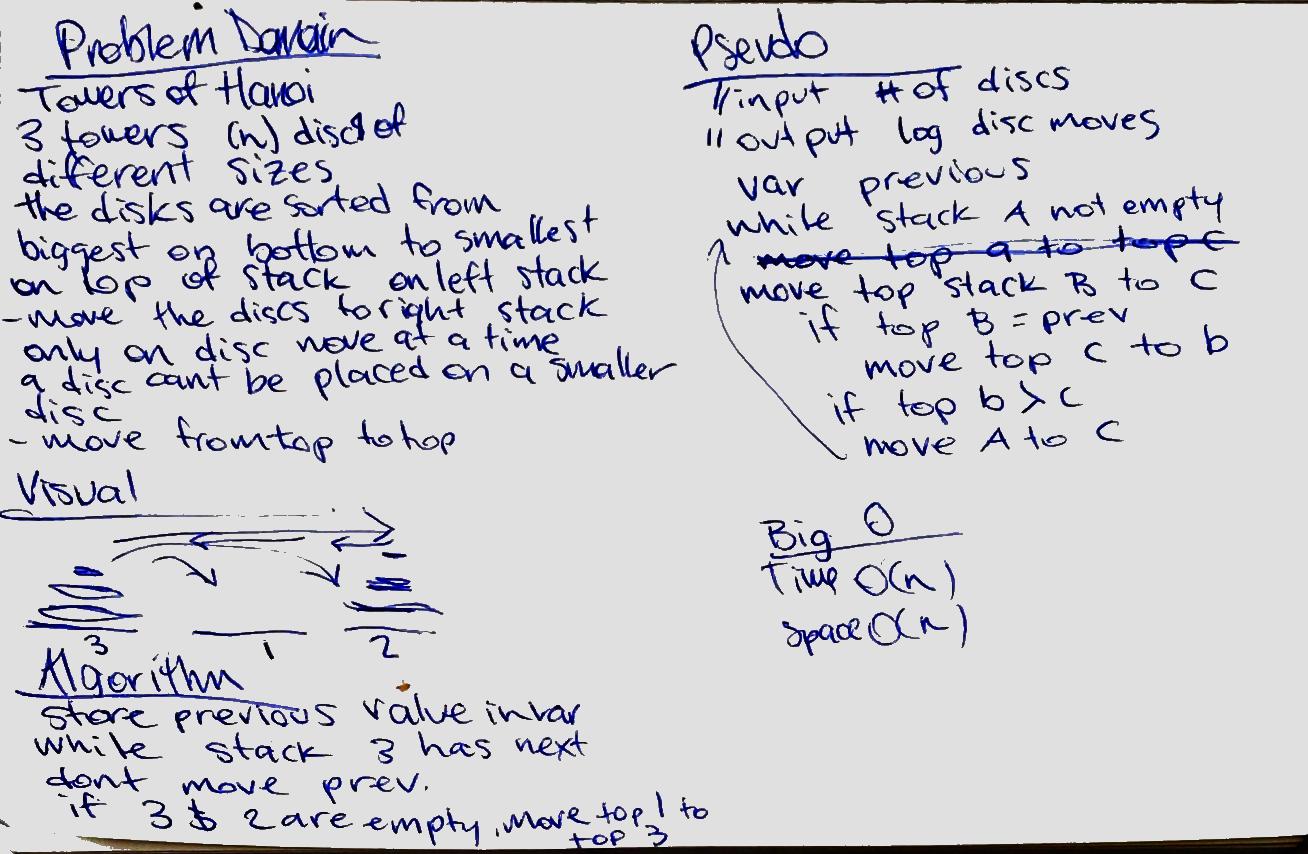 Problem Domain
Towers of Hanoi
3 towers (n) discs of
different sizes
the disks are sorted from
biggest on bottom to smallest
on top of stack on left stack
- move the discs to right stack
only on disc move at a time
a disc cant be placed on a smaller
disc
- move from top to top
Visual
3 1 2
Algorithm
store previous value in var
while stack 3 has next
dont move prev.
if 3 & 2 are empty, move top 1 to
top 3
Pseudo
// input # of discs
// output log disc moves
var previous
while stack A not empty
move top a to top C
move top stack B to C
if top B = prev
move top C to b
if top b > C
move A to C
Big O
Time O(n)
Space O(n)